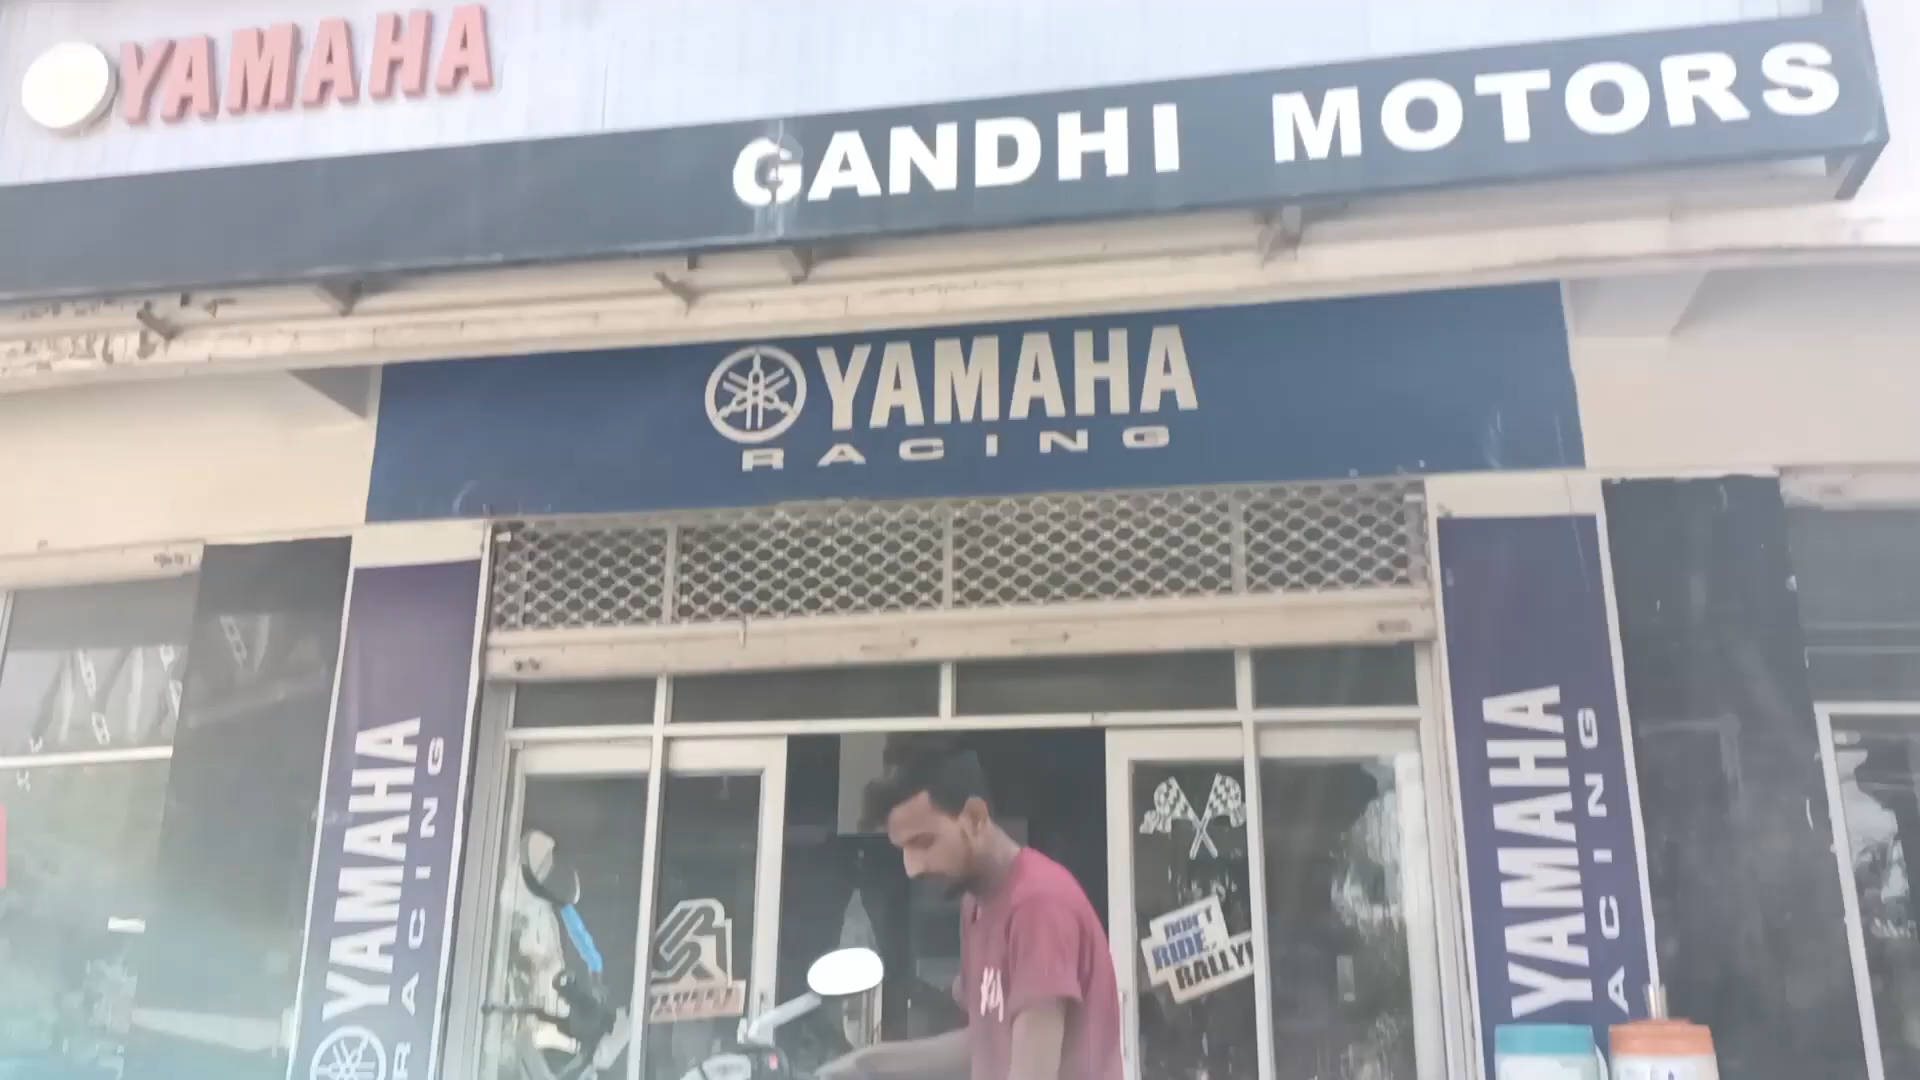 YAMAHA
GANDHI MOTORS
YAMAHA
RACING
YAMAHA
RACING
YAMAHA
RACING
DON'T
RIDE..
RALLY!